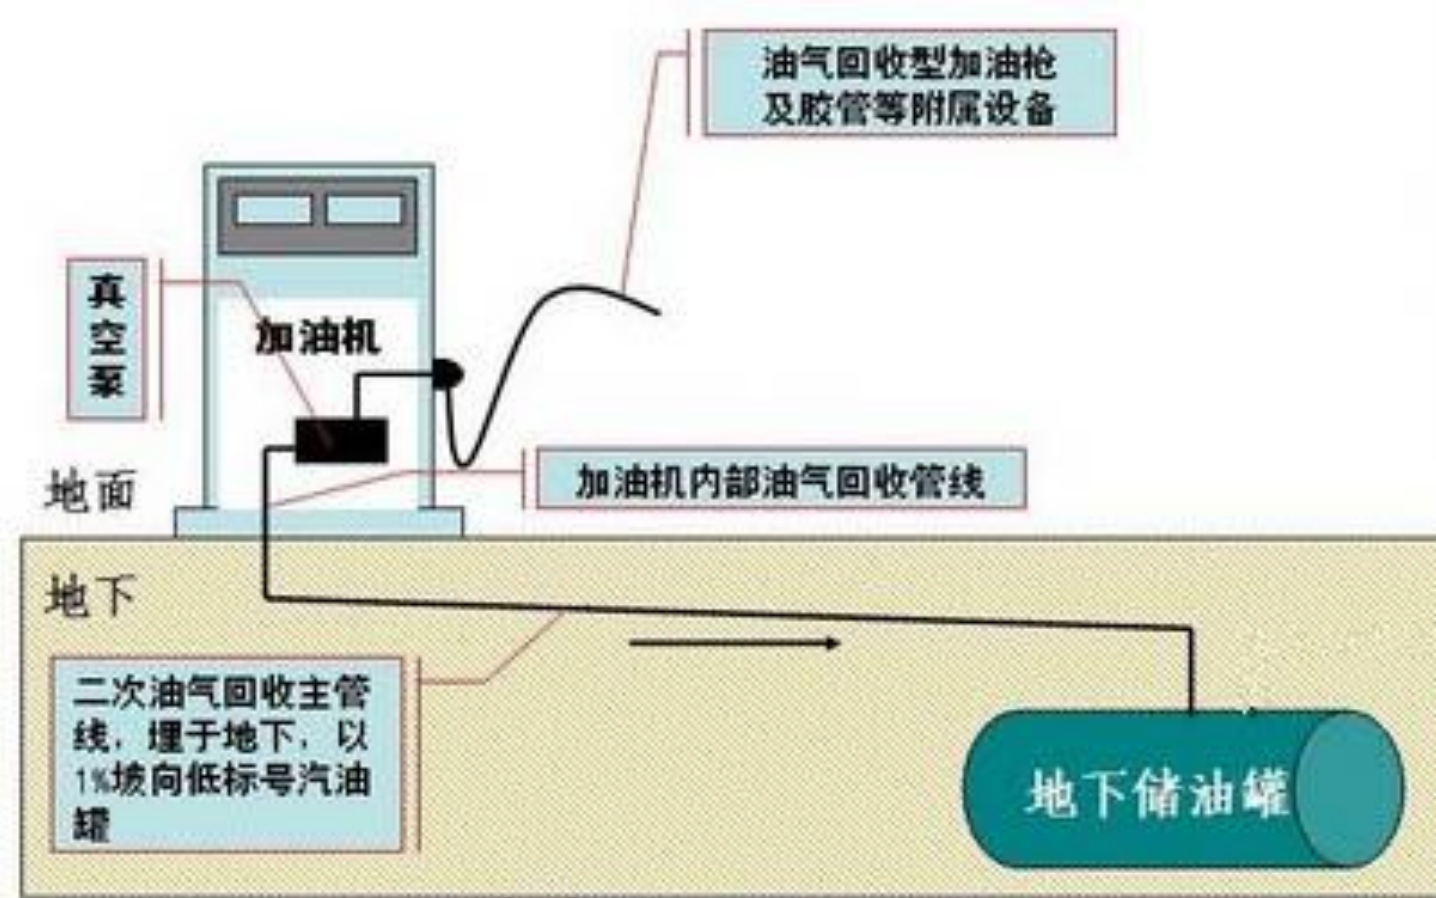 油气回收型加油枪
及胶管等附属设备
真
空
泵
加油机
地面
加油机内部油气回收管线
地下
二次油气回收主管
线，埋于地下，以
1%坡向低标号汽油
罐
地下储油罐